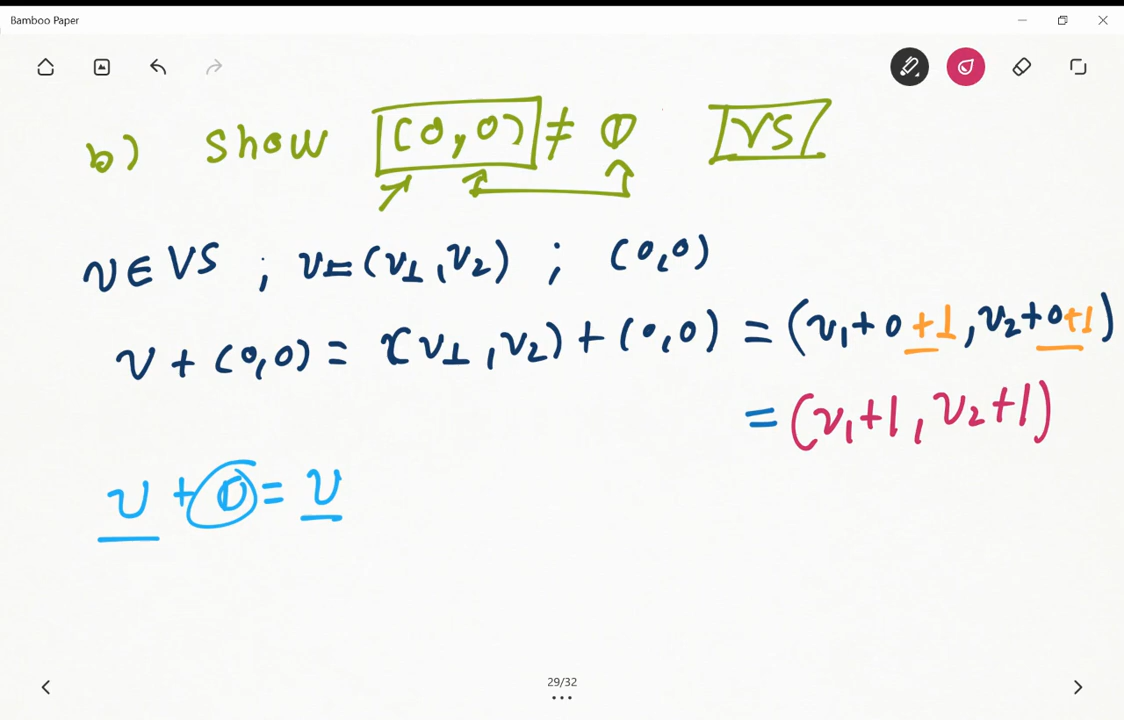 Bamboo Paper
b) show (0,0) ≠ 𝟘 VS
v ∈ VS ; v = (v1, v2) ; (0,0)
v + (0,0) = (v1, v2) + (0,0) = (v1 + 0 + 1, v2 + 0 + 1)
= (v1 + 1, v2 + 1)
v + 𝟘 = v
29/32